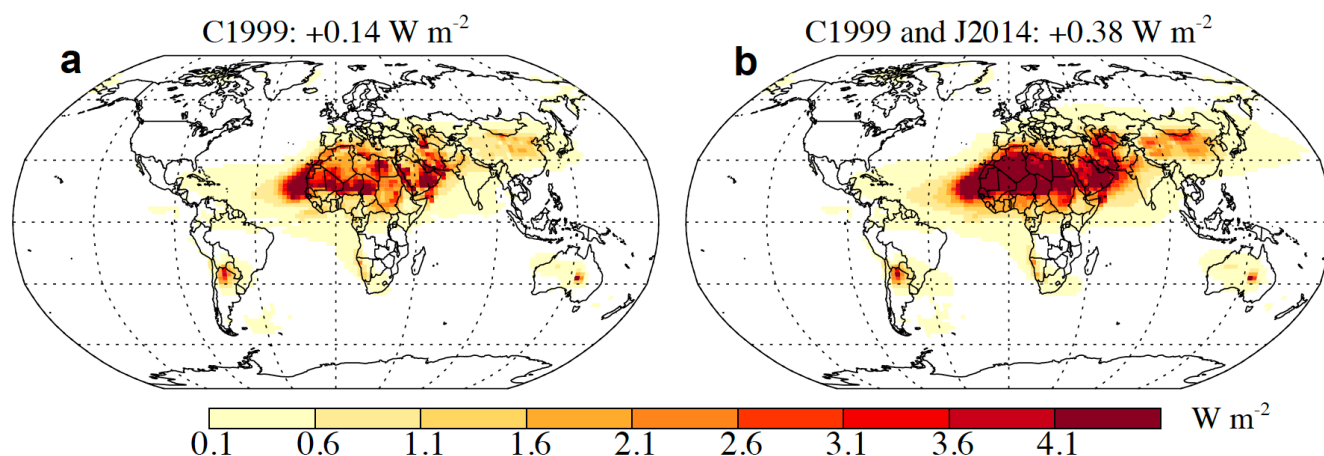 C1999: +0.14 W m-2
C1999 and J2014: +0.38 W m-2
a
b
0.1 0.6 1.1 1.6 2.1 2.6 3.1 3.6 4.1
W m-2